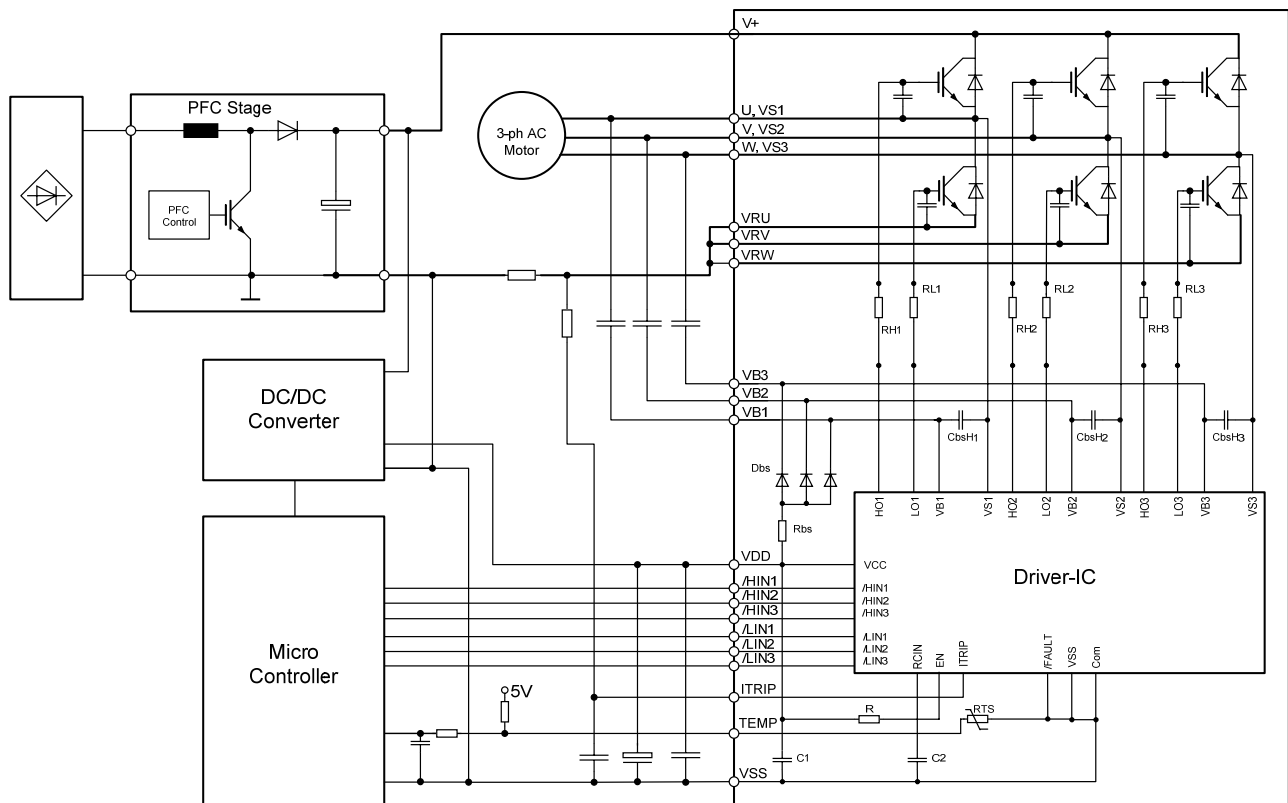 V+
PFC Stage
PFC
Control
3-ph AC
Motor
U, VS1
V, VS2
W, VS3
VRU
VRV
VRW
RL1
RL2
RL3
RH1
RH2
RH3
DC/DC
Converter
VB3
VB2
VB1
CbsH1
CbsH2
CbsH3
Dbs
Rbs
HO1
LO1
VB1
VS1
HO2
LO2
VB2
VS2
HO3
LO3
VB3
VS3
VDD
VCC
Driver-IC
/HIN1
/HIN2
/HIN3
/LIN1
/LIN2
/LIN3
/HIN1
/HIN2
/HIN3
/LIN1
/LIN2
/LIN3
RCIN
EN
ITRIP
/FAULT
VSS
Com
Micro
Controller
ITRIP
5V
TEMP
R
RTS
C1
C2
VSS